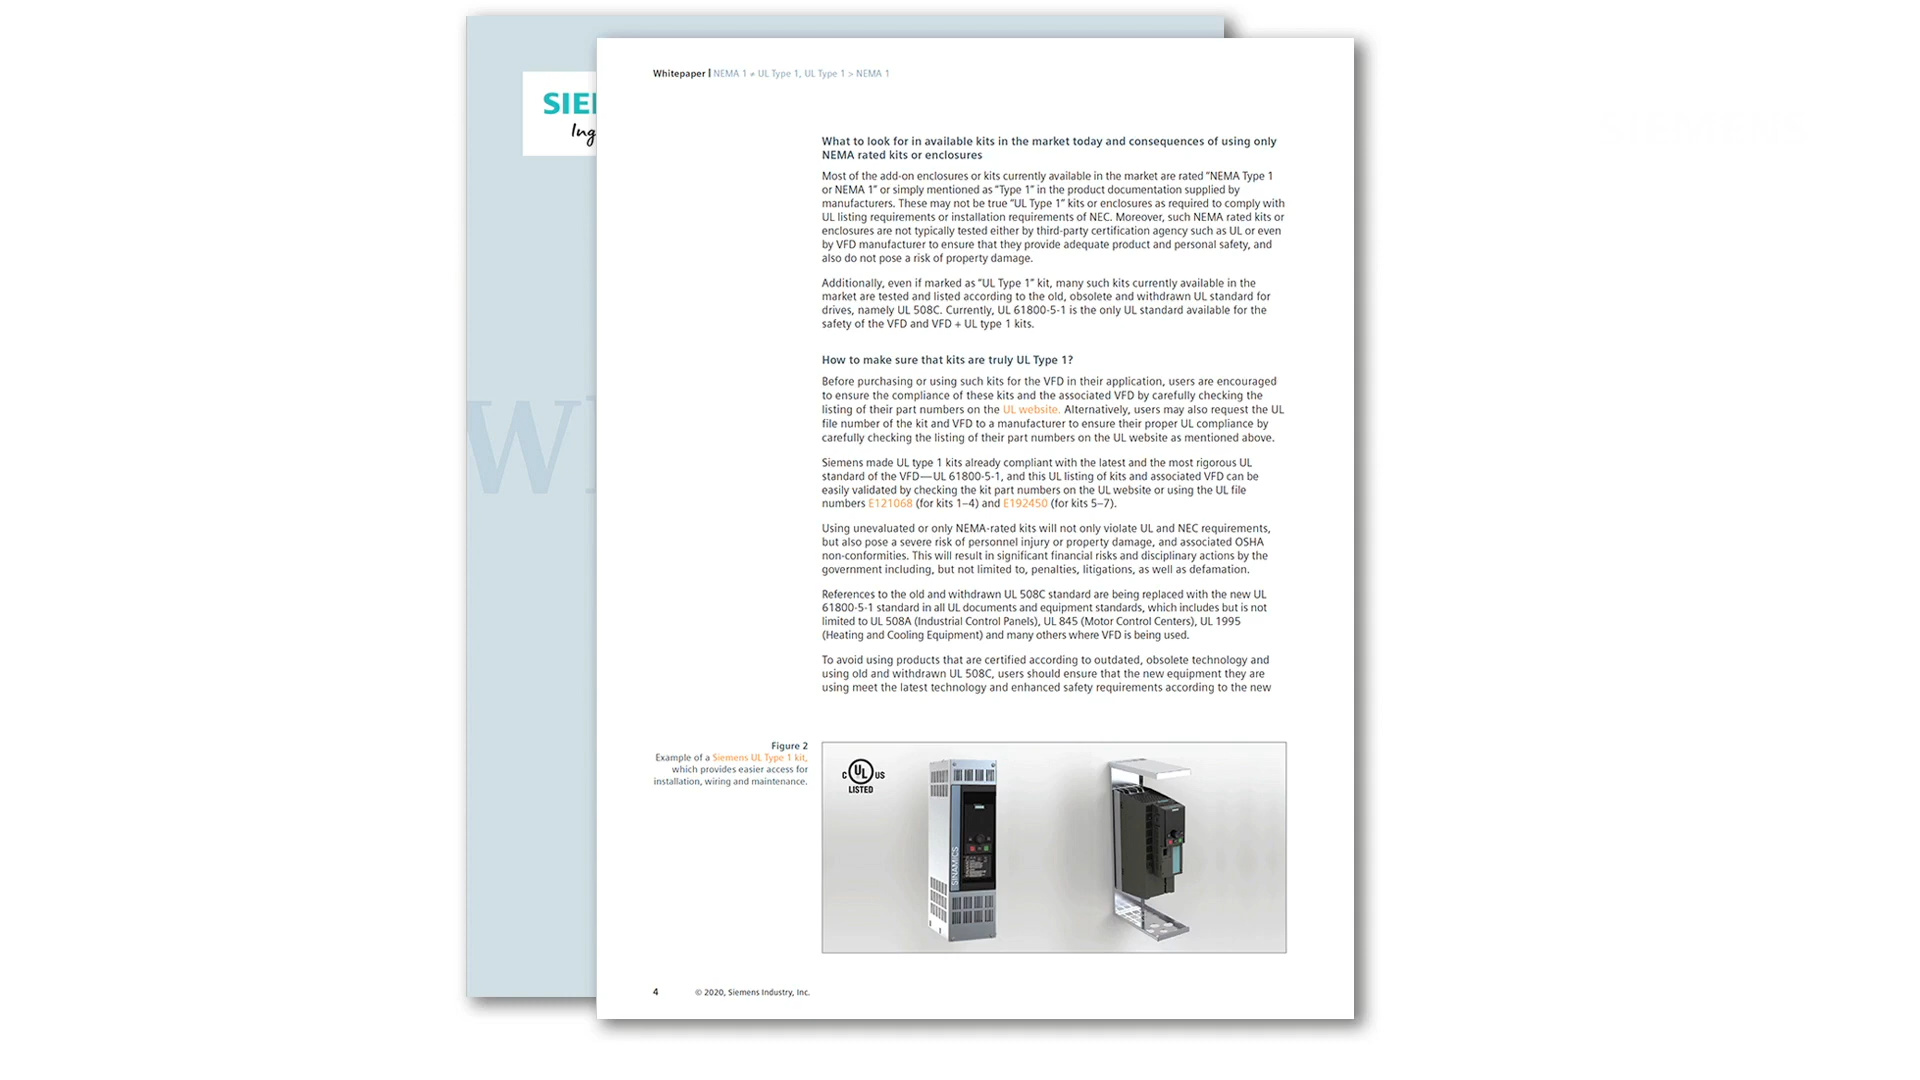 SIE
Ing
W
Whitepaper | NEMA 1 ≠ UL Type 1, UL Type 1 > NEMA 1
What to look for in available kits in the market today and consequences of using only
NEMA rated kits or enclosures
Most of the add-on enclosures or kits currently available in the market are rated “NEMA Type 1
or NEMA 1” or simply mentioned as “Type 1” in the product documentation supplied by
manufacturers. These may not be true “UL Type 1” kits or enclosures as required to comply with
UL listing requirements or installation requirements of NEC. Moreover, such NEMA rated kits or
enclosures are not typically tested either by third-party certification agency such as UL or even
by VFD manufacturer to ensure that they provide adequate product and personal safety, and
also do not pose a risk of property damage.
Additionally, even if marked as “UL Type 1” kit, many such kits currently available in the
market are tested and listed according to the old, obsolete and withdrawn UL standard for
drives, namely UL 508C. Currently, UL 61800-5-1 is the only UL standard available for the
safety of the VFD and VFD + UL type 1 kits.
How to make sure that kits are truly UL Type 1?
Before purchasing or using such kits for the VFD in their application, users are encouraged
to ensure the compliance of these kits and the associated VFD by carefully checking the
listing of their part numbers on the UL website. Alternatively, users may also request the UL
file number of the kit and VFD to a manufacturer to ensure their proper UL compliance by
carefully checking the listing of their part numbers on the UL website as mentioned above.
Siemens made UL type 1 kits already compliant with the latest and the most rigorous UL
standard of the VFD—UL 61800-5-1, and this UL listing of kits and associated VFD can be
easily validated by checking the kit part numbers on the UL website or using the UL file
numbers E121068 (for kits 1–4) and E192450 (for kits 5–7).
Using unevaluated or only NEMA-rated kits will not only violate UL and NEC requirements,
but also pose a severe risk of personnel injury or property damage, and associated OSHA
non-conformities. This will result in significant financial risks and disciplinary actions by the
government including, but not limited to, penalties, litigations, as well as defamation.
References to the old and withdrawn UL 508C standard are being replaced with the new UL
61800-5-1 standard in all UL documents and equipment standards, which includes but is not
limited to UL 508A (Industrial Control Panels), UL 845 (Motor Control Centers), UL 1995
(Heating and Cooling Equipment) and many others where VFD is being used.
To avoid using products that are certified according to outdated, obsolete technology and
using old and withdrawn UL 508C, users should ensure that the new equipment they are
using meet the latest technology and enhanced safety requirements according to the new
Figure 2
Example of a Siemens UL Type 1 kit,
which provides easier access for
installation, wiring and maintenance.
C UL US
LISTED
SINAMICS
4 © 2020, Siemens Industry, Inc.